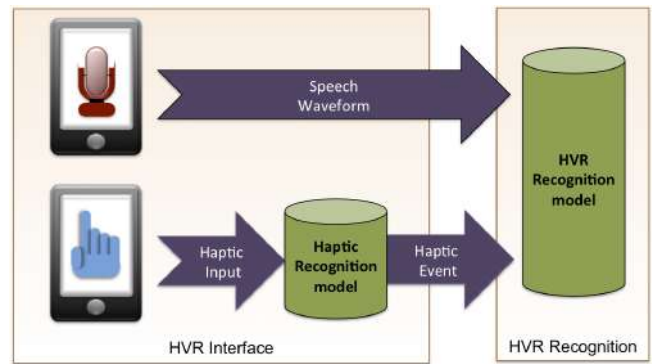 Speech
Waveform
HVR
Recognition
model
Haptic
Input
Haptic
Recognition
model
Haptic
Event
HVR Interface
HVR Recognition